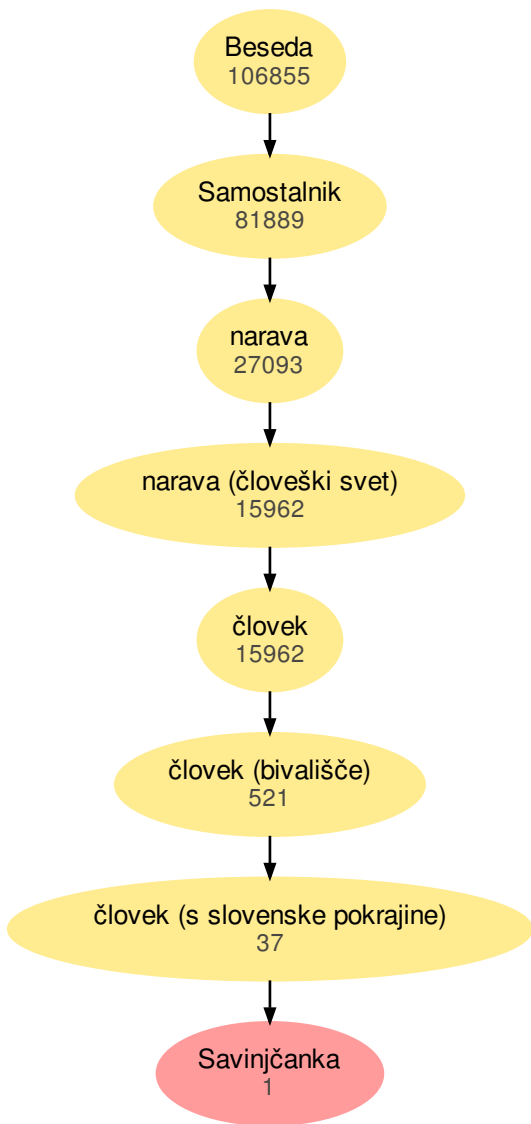 Beseda
106855
Samostalnik
81889
narava
27093
narava (človeški svet)
15962
človek
15962
človek (bivališče)
521
človek (s slovenske pokrajine)
37
Savinjčanka
1